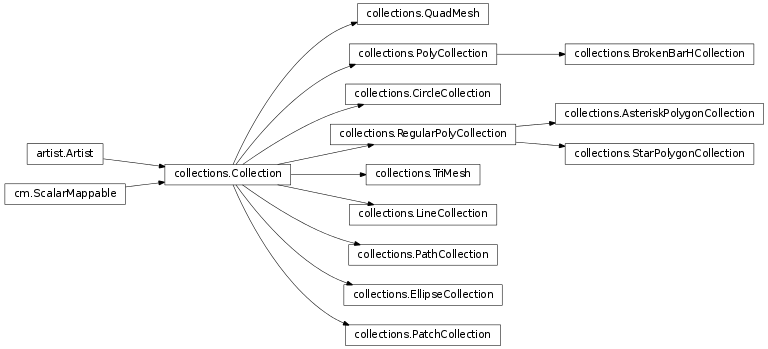 collections.QuadMesh
collections.PolyCollection
collections.BrokenBarHCollection
collections.CircleCollection
collections.AsteriskPolygonCollection
collections.RegularPolyCollection
artist.Artist
collections.StarPolygonCollection
collections.Collection
collections.TriMesh
cm.ScalarMappable
collections.LineCollection
collections.PathCollection
collections.EllipseCollection
collections.PatchCollection